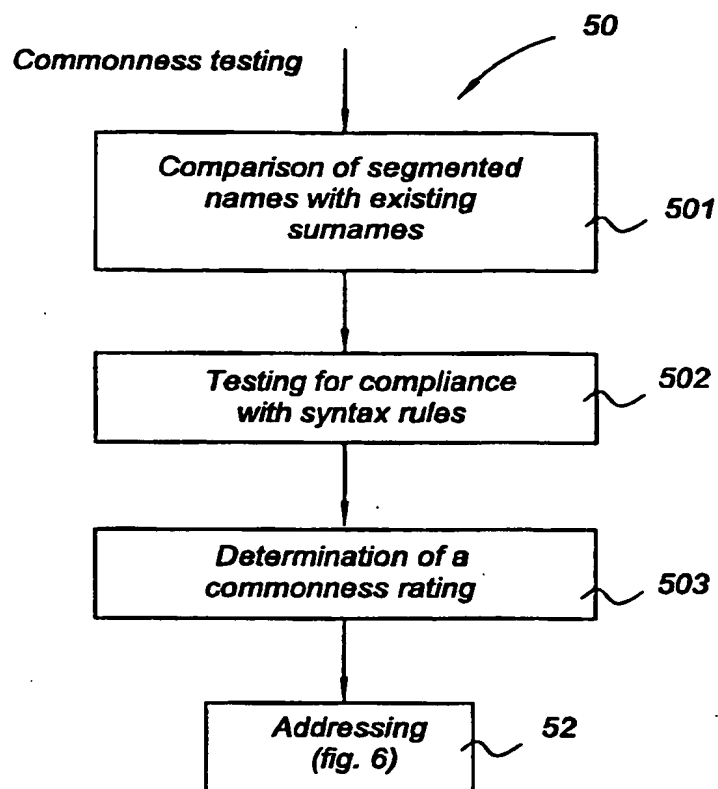 50
Commonness testing
Comparison of segmented
names with existing
surnames
501
Testing for compliance
with syntax rules
502
Determination of a
commonness rating
503
Addressing
(fig. 6)
52